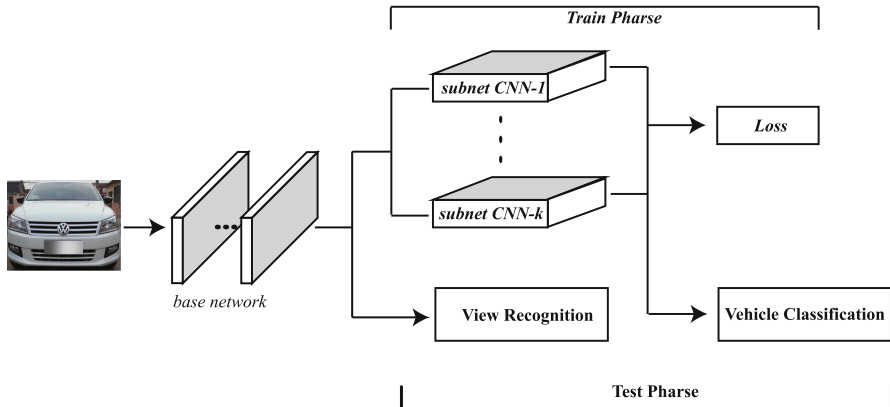 Train Pharse
subnet CNN-1
Loss
subnet CNN-k
base network
View Recognition
Vehicle Classification
Test Pharse